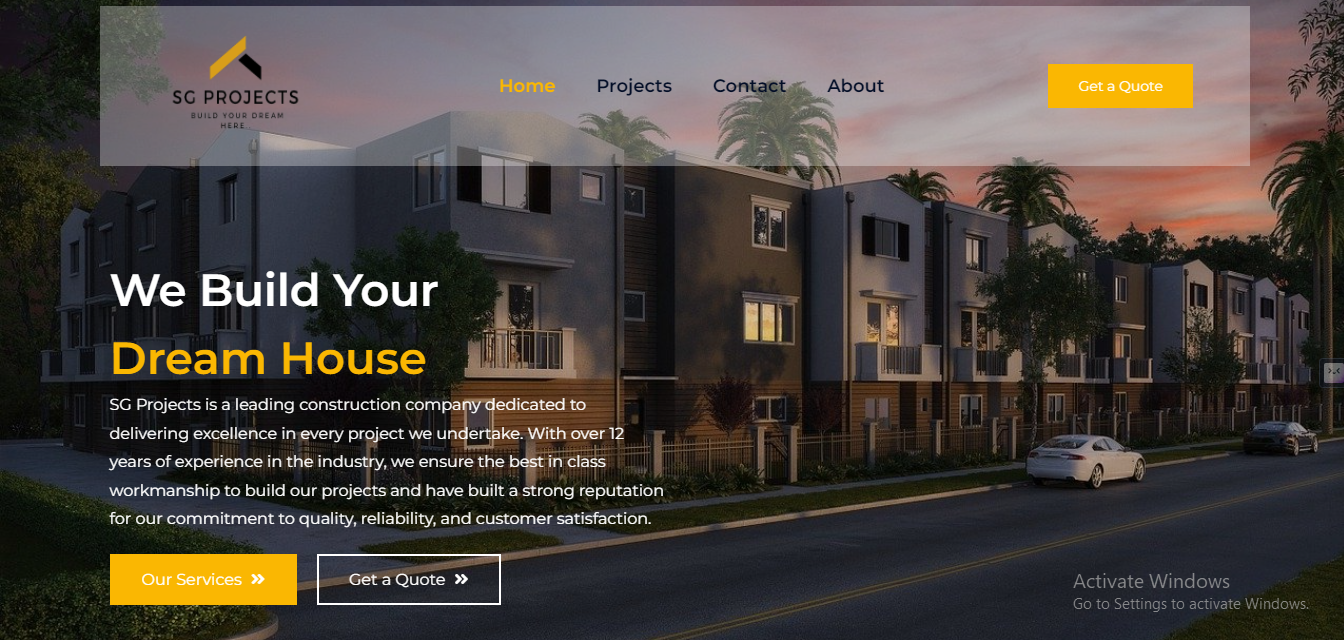 SG PROJECTS
BUILD YOUR DREAM
HERE
Home
Projects
Contact
About
Get a Quote
We Build Your
Dream House
SG Projects is a leading construction company dedicated to
delivering excellence in every project we undertake. With over 12
years of experience in the industry, we ensure the best in class
workmanship to build our projects and have built a strong reputation
for our commitment to quality, reliability, and customer satisfaction.
Our Services
Get a Quote
Activate Windows
Go to Settings to activate Windows.